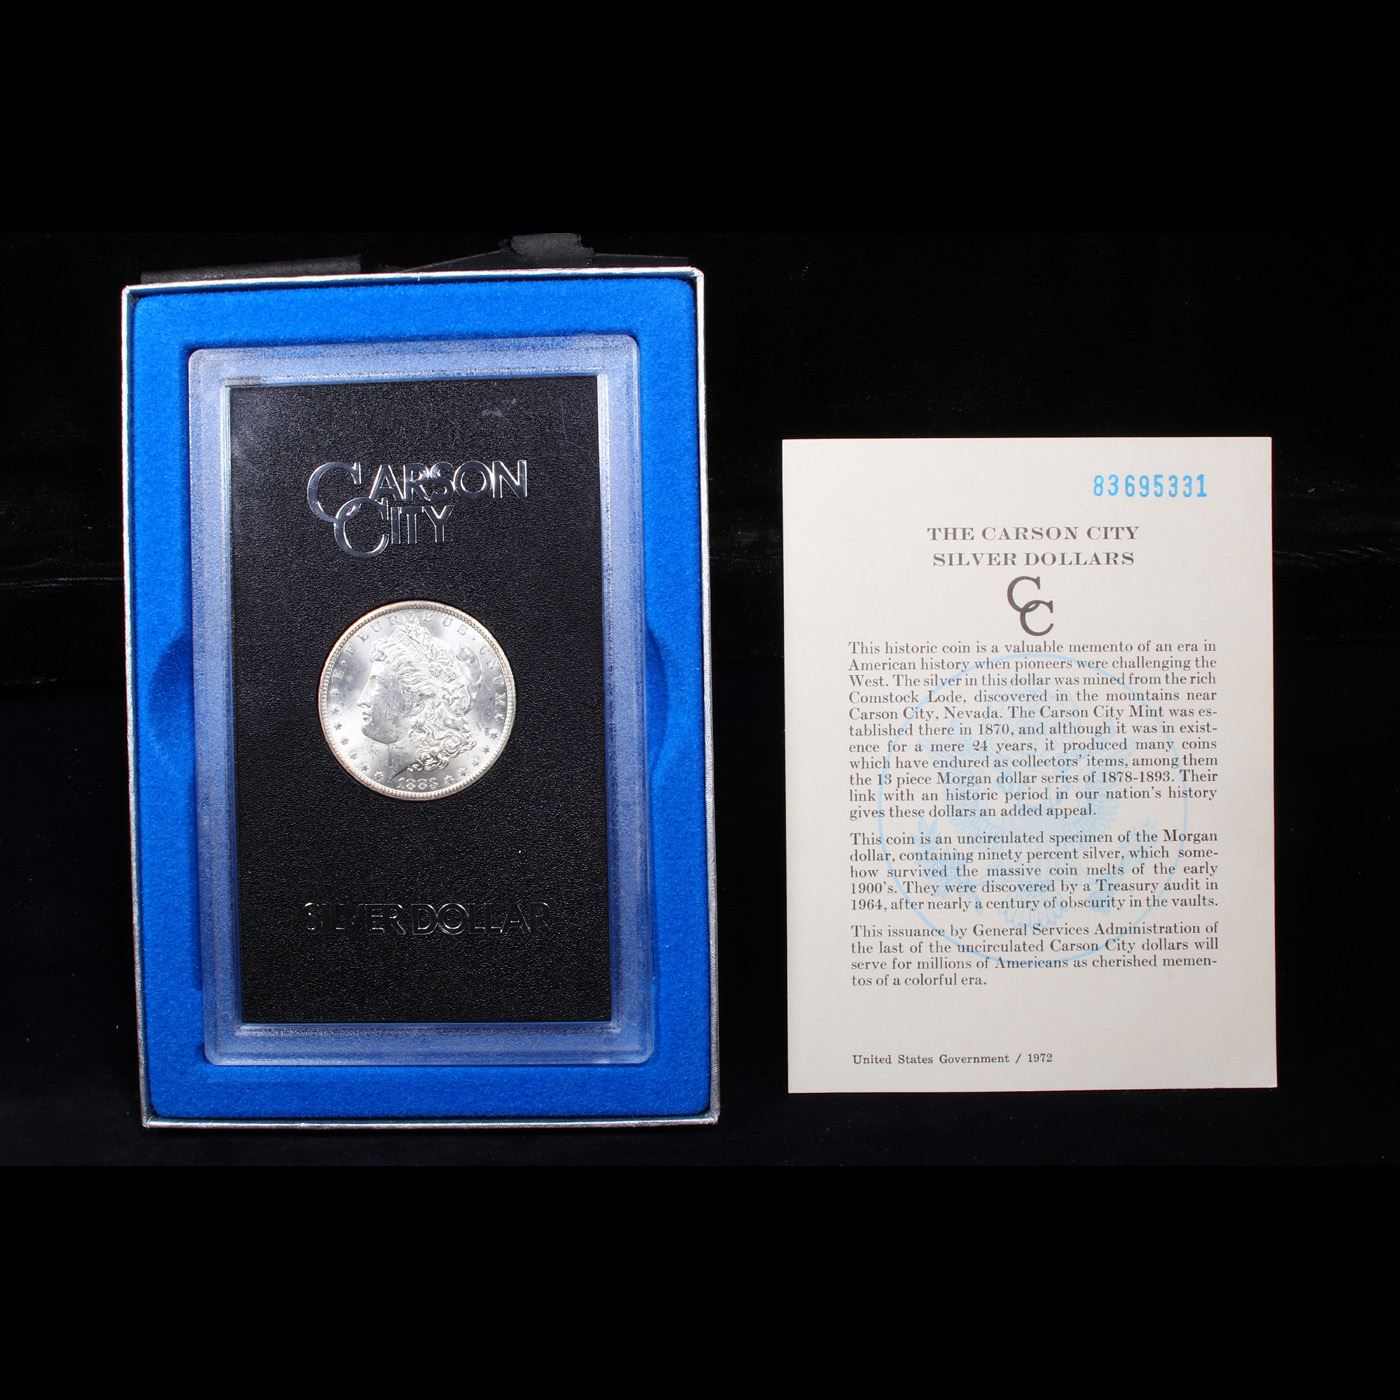 CARSON
CITY
E·PLURIBUS·UNUM
1883
SILVER DOLLAR
83695331
THE CARSON CITY
SILVER DOLLARS
CC
This historic coin is a valuable memento of an era in
American history when pioneers were challenging the
West. The silver in this dollar was mined from the rich
Comstock Lode, discovered in the mountains near
Carson City, Nevada. The Carson City Mint was es-
tablished there in 1870, and although it was in exist-
ence for a mere 24 years, it produced many coins
which have endured as collectors' items, among them
the 13 piece Morgan dollar series of 1878-1893. Their
link with an historic period in our nation's history
gives these dollars an added appeal.
This coin is an uncirculated specimen of the Morgan
dollar, containing ninety percent silver, which some-
how survived the massive coin melts of the early
1900's. They were discovered by a Treasury audit in
1964, after nearly a century of obscurity in the vaults.
This issuance by General Services Administration of
the last of the uncirculated Carson City dollars will
serve for millions of Americans as cherished memen-
tos of a colorful era.
United States Government / 1972